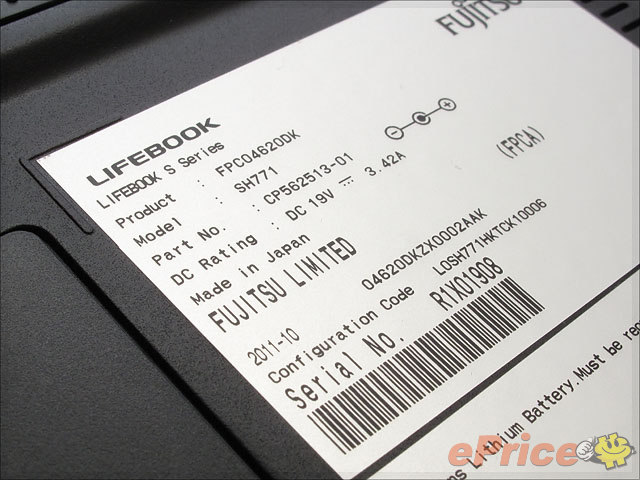 FUJITSU
LIFEBOOK
LIFEBOOK S Series
Product : FPC04620DK
Model : SH771
Part No. : CP562513-01
DC Rating : DC 19V ⎓ 3.42A
Made in Japan (FPCA)
FUJITSU LIMITED
2011-10 04620DKZX0002AAK
Configuration Code LOSH771HKTCK10006
Serial No. R1X01908
ns Lithium Battery.Must be re
ePrice